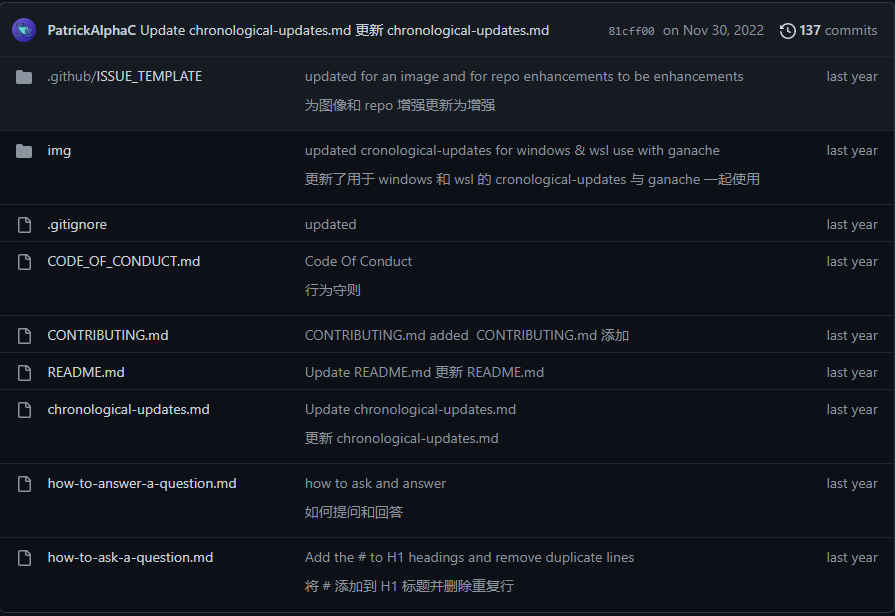 PatrickAlphaC Update chronological-updates.md 更新 chronological-updates.md 81cff00 on Nov 30, 2022 137 commits
.github/ISSUE_TEMPLATE updated for an image and for repo enhancements to be enhancements last year
为图像和 repo 增强更新为增强
img updated cronological-updates for windows & wsl use with ganache last year
更新了用于 windows 和 wsl 的 cronological-updates 与 ganache 一起使用
.gitignore updated last year
CODE_OF_CONDUCT.md Code Of Conduct last year
行为守则
CONTRIBUTING.md CONTRIBUTING.md added CONTRIBUTING.md 添加 last year
README.md Update README.md 更新 README.md last year
chronological-updates.md Update chronological-updates.md last year
更新 chronological-updates.md
how-to-answer-a-question.md how to ask and answer last year
如何提问和回答
how-to-ask-a-question.md Add the # to H1 headings and remove duplicate lines last year
将 # 添加到 H1 标题并删除重复行